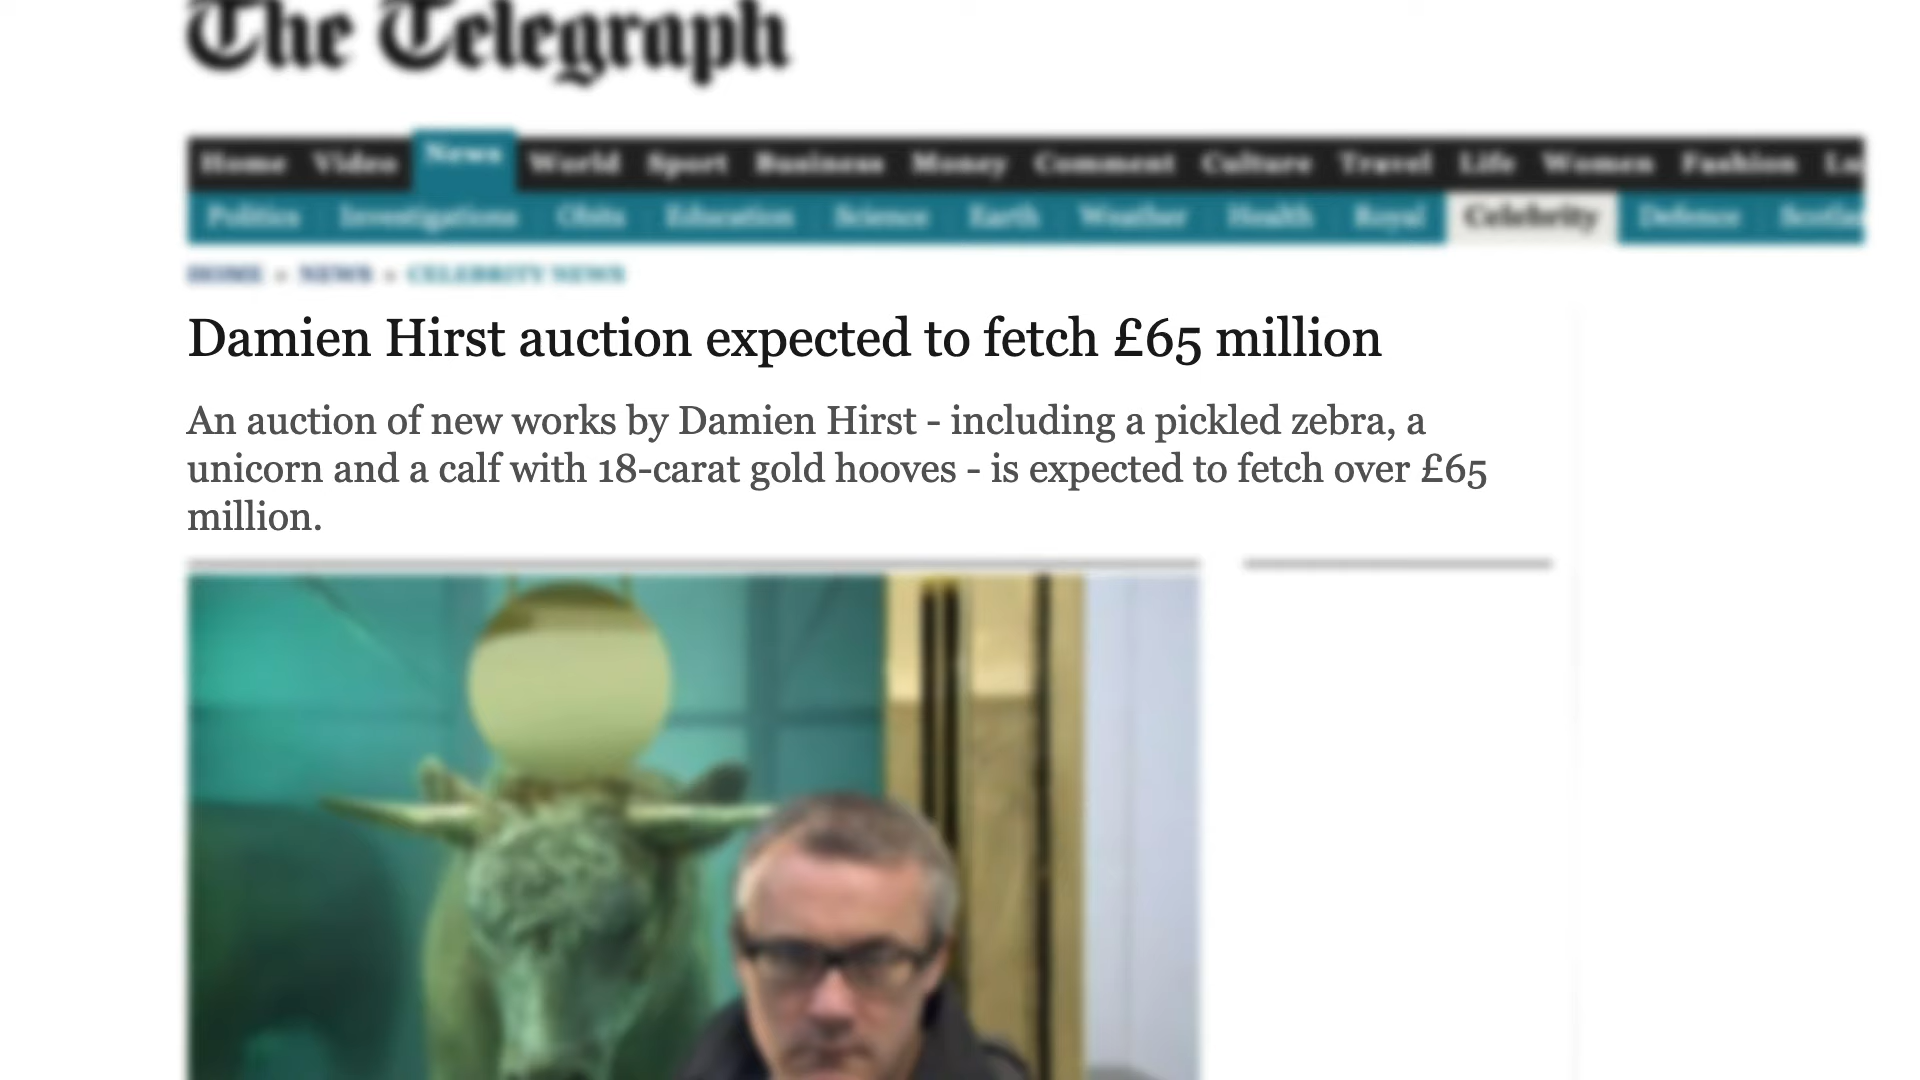 The Telegraph
Home Video News World Sport Business Money Comment Culture Travel Life Women Fashion
Politics Investigations Obits Education Science Earth Weather Health Royal Celebrity Defence
HOME » NEWS » CELEBRITY NEWS
Damien Hirst auction expected to fetch £65 million
An auction of new works by Damien Hirst - including a pickled zebra, a
unicorn and a calf with 18-carat gold hooves - is expected to fetch over £65
million.